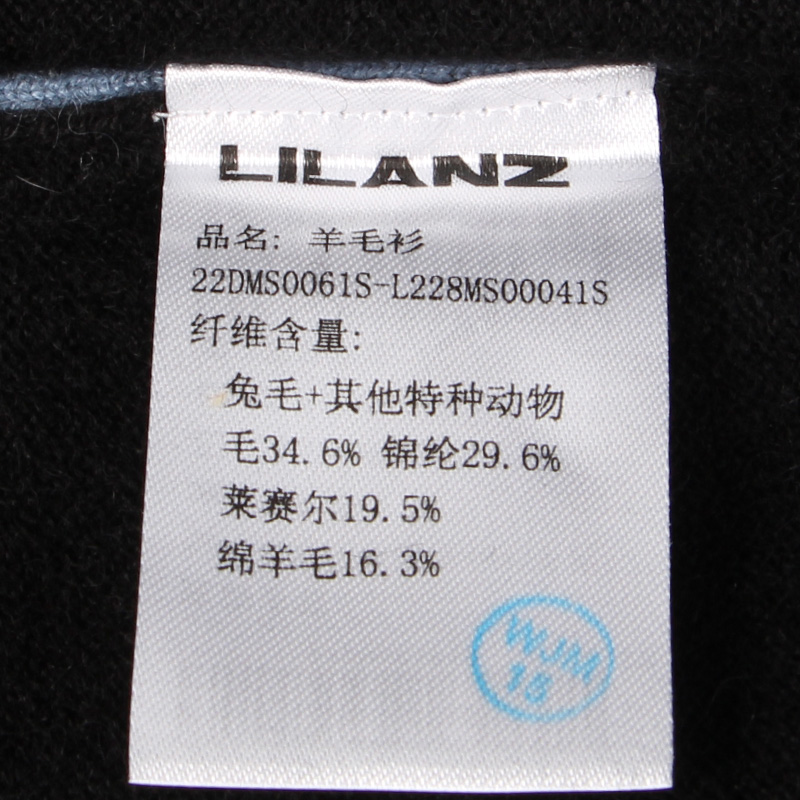 LILANZ
品名: 羊毛衫
22DMS0061S-L228MS00041S
纤维含量:
兔毛+其他特种动物
毛34.6% 锦纶29.6%
莱赛尔19.5%
绵羊毛16.3%
WJM
18